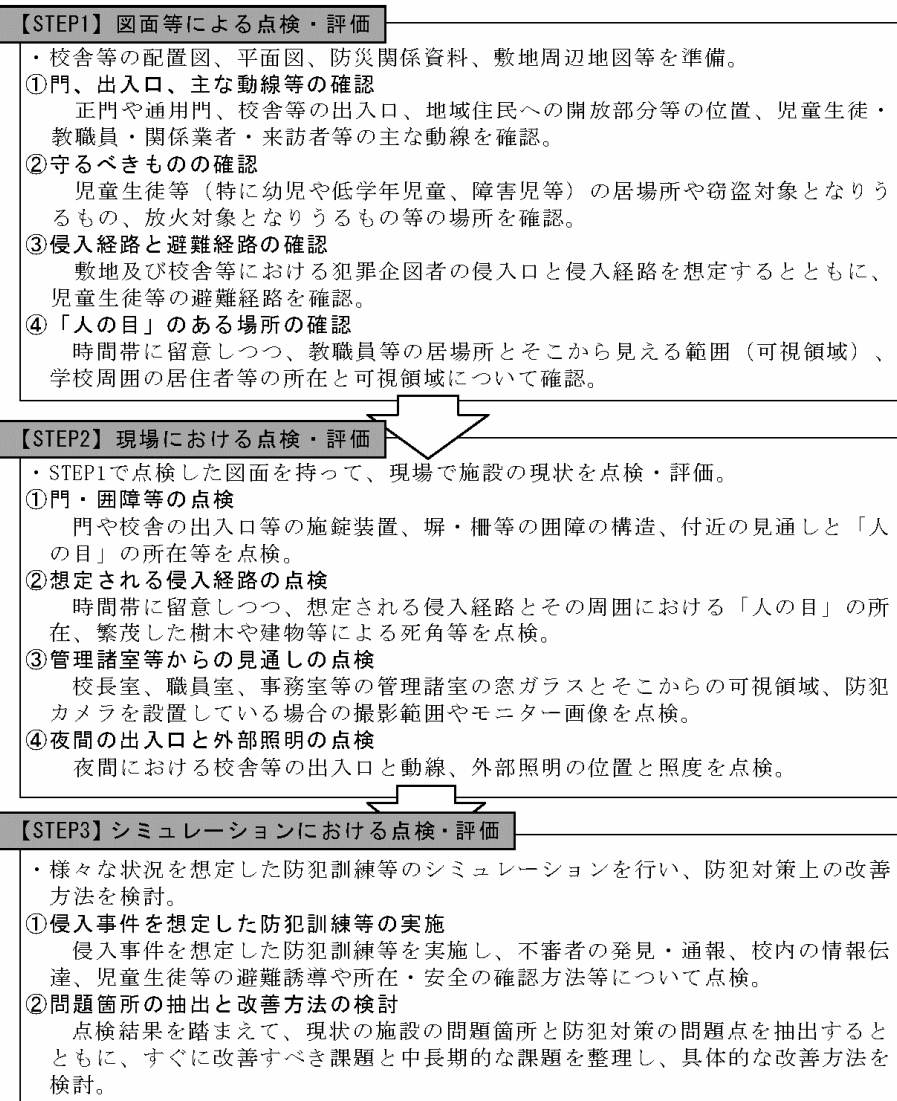 【STEP1】図面等による点検・評価
・校舎等の配置図、平面図、防災関係資料、敷地周辺地図等を準備。
①門、出入口、主な動線等の確認
正門や通用門、校舎等の出入口、地域住民への開放部分等の位置、児童生徒・
教職員・関係業者・来訪者等の主な動線を確認。
②守るべきものの確認
児童生徒等（特に幼児や低学年児童、障害児等）の居場所や窃盗対象となりう
るもの、放火対象となりうるもの等の場所を確認。
③侵入経路と避難経路の確認
敷地及び校舎等における犯罪企図者の侵入口と侵入経路を想定するとともに、
児童生徒等の避難経路を確認。
④「人の目」のある場所の確認
時間帯に留意しつつ、教職員等の居場所とそこから見える範囲（可視領域）、
学校周囲の居住者等の所在と可視領域について確認。
【STEP2】現場における点検・評価
・STEP1で点検した図面を持って、現場で施設の現状を点検・評価。
①門・囲障等の点検
門や校舎の出入口等の施錠装置、塀・柵等の囲障の構造、付近の見通しと「人
の目」の所在等を点検。
②想定される侵入経路の点検
時間帯に留意しつつ、想定される侵入経路とその周囲における「人の目」の所
在、繁茂した樹木や建物等による死角等を点検。
③管理諸室等からの見通しの点検
校長室、職員室、事務室等の管理諸室の窓ガラスとそこからの可視領域、防犯
カメラを設置している場合の撮影範囲やモニター画像を点検。
④夜間の出入口と外部照明の点検
夜間における校舎等の出入口と動線、外部照明の位置と照度を点検。
【STEP3】シミュレーションにおける点検・評価
・様々な状況を想定した防犯訓練等のシミュレーションを行い、防犯対策上の改善
方法を検討。
①侵入事件を想定した防犯訓練等の実施
侵入事件を想定した防犯訓練等を実施し、不審者の発見・通報、校内の情報伝
達、児童生徒等の避難誘導や所在・安全の確認方法等について点検。
②問題箇所の抽出と改善方法の検討
点検結果を踏まえて、現状の施設の問題箇所と防犯対策の問題点を抽出すると
ともに、すぐに改善すべき課題と中長期的な課題を整理し、具体的な改善方法を
検討。